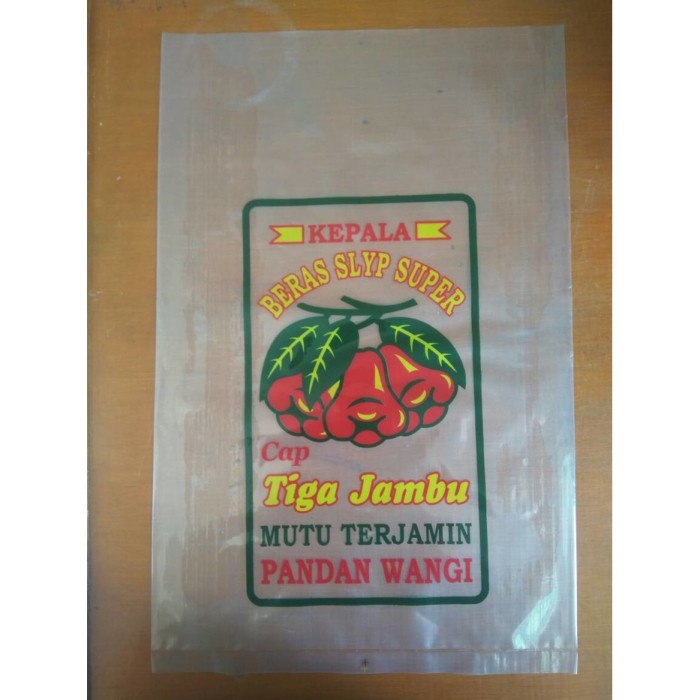 KEPALA
BERAS SLYP SUPER
Cap
Tiga Jambu
MUTU TERJAMIN
PANDAN WANGI